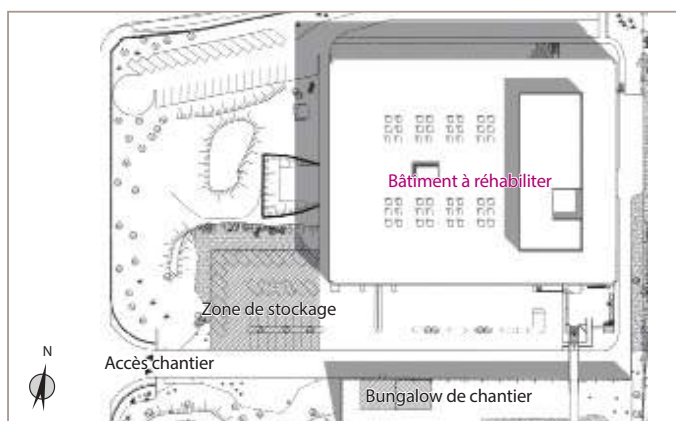 Bâtiment à réhabiliter
Zone de stockage
Accès chantier
Bungalow de chantier
N